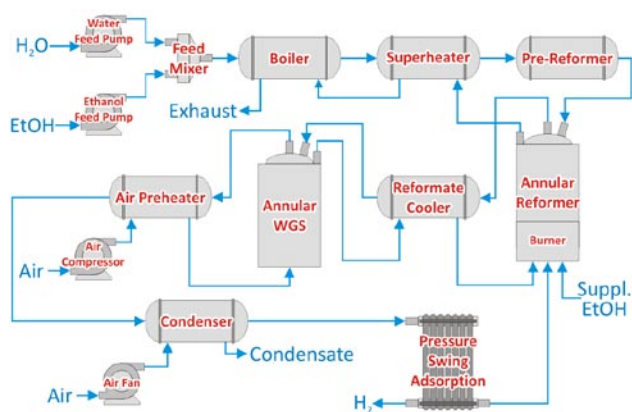 Water
Feed Pump
H₂O
Feed
Mixer
Boiler
Superheater
Pre-Reformer
Ethanol
Feed Pump
EtOH
Exhaust
Air Preheater
Annular
WGS
Reformate
Cooler
Annular
Reformer
Burner
Air
Compressor
Air
Suppl.
EtOH
Condenser
Condensate
Pressure
Swing
Adsorption
Air Fan
Air
H₂